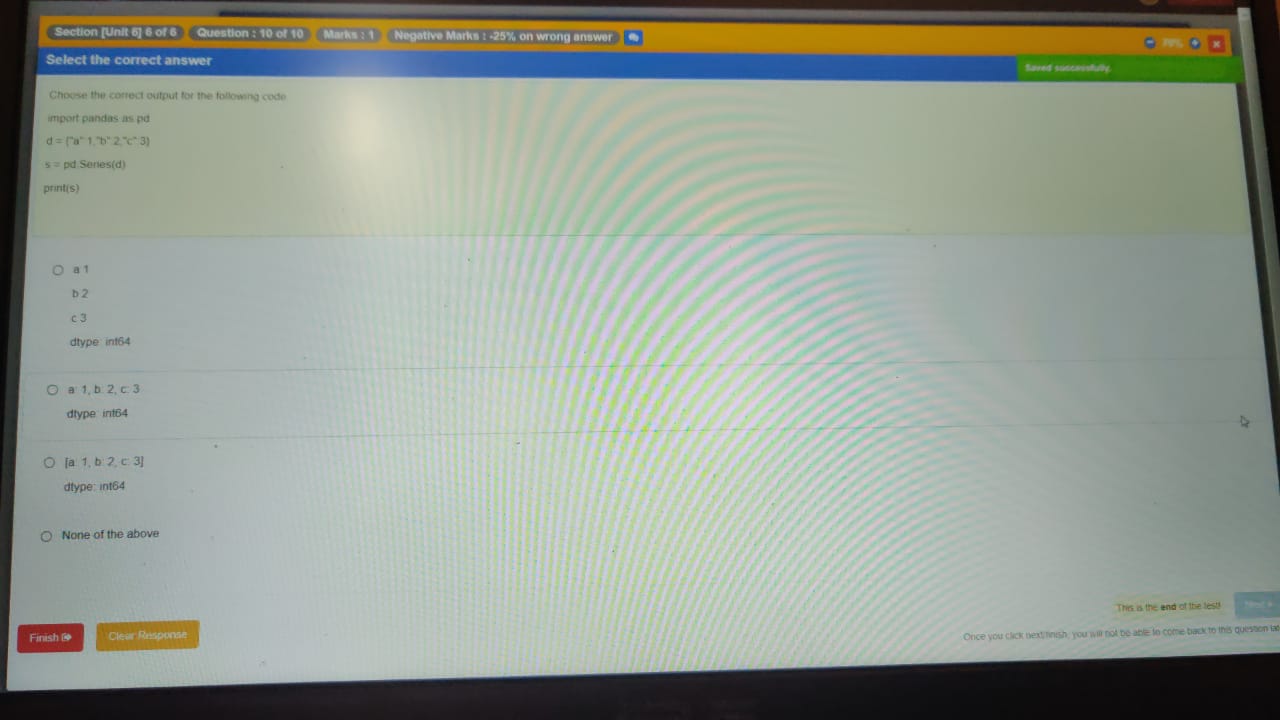 Section [Unit 6] 6 of 6 Question : 10 of 10 Marks : 1 Negative Marks : -25% on wrong answer
Select the correct answer
Saved successfully.
Choose the correct output for the following code
import pandas as pd
d = {"a":1,"b":2,"c":3}
s = pd.Series(d)
print(s)
a 1
b 2
c 3
dtype: int64
a: 1, b: 2, c: 3
dtype: int64
[a: 1, b: 2, c: 3]
dtype: int64
None of the above
This is the end of the test!
Next
Finish
Clear Response
Once you click next/finish, you will not be able to come back to this question